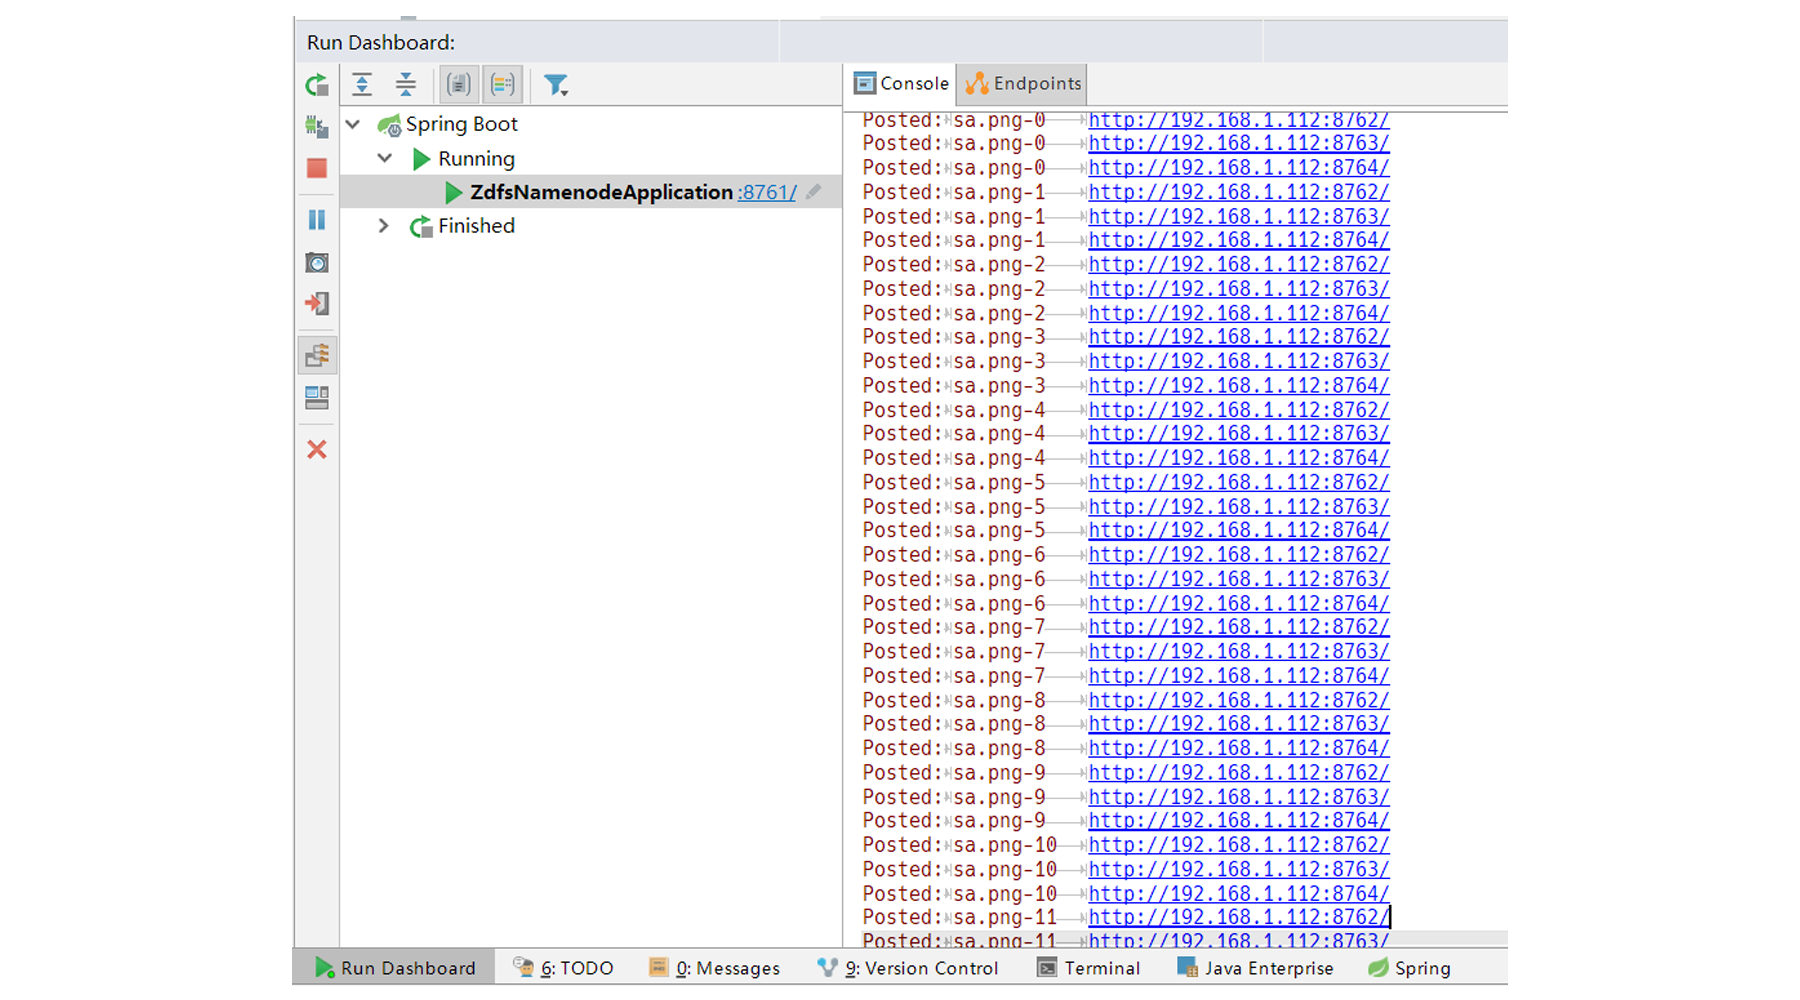 Run Dashboard:
Console
Endpoints
Spring Boot
Running
ZdfsNamenodeApplication :8761/
Finished
Posted: sa.png-0 http://192.168.1.112:8762/
Posted: sa.png-0 http://192.168.1.112:8763/
Posted: sa.png-0 http://192.168.1.112:8764/
Posted: sa.png-1 http://192.168.1.112:8762/
Posted: sa.png-1 http://192.168.1.112:8763/
Posted: sa.png-1 http://192.168.1.112:8764/
Posted: sa.png-2 http://192.168.1.112:8762/
Posted: sa.png-2 http://192.168.1.112:8763/
Posted: sa.png-2 http://192.168.1.112:8764/
Posted: sa.png-3 http://192.168.1.112:8762/
Posted: sa.png-3 http://192.168.1.112:8763/
Posted: sa.png-3 http://192.168.1.112:8764/
Posted: sa.png-4 http://192.168.1.112:8762/
Posted: sa.png-4 http://192.168.1.112:8763/
Posted: sa.png-4 http://192.168.1.112:8764/
Posted: sa.png-5 http://192.168.1.112:8762/
Posted: sa.png-5 http://192.168.1.112:8763/
Posted: sa.png-5 http://192.168.1.112:8764/
Posted: sa.png-6 http://192.168.1.112:8762/
Posted: sa.png-6 http://192.168.1.112:8763/
Posted: sa.png-6 http://192.168.1.112:8764/
Posted: sa.png-7 http://192.168.1.112:8762/
Posted: sa.png-7 http://192.168.1.112:8763/
Posted: sa.png-7 http://192.168.1.112:8764/
Posted: sa.png-8 http://192.168.1.112:8762/
Posted: sa.png-8 http://192.168.1.112:8763/
Posted: sa.png-8 http://192.168.1.112:8764/
Posted: sa.png-9 http://192.168.1.112:8762/
Posted: sa.png-9 http://192.168.1.112:8763/
Posted: sa.png-9 http://192.168.1.112:8764/
Posted: sa.png-10 http://192.168.1.112:8762/
Posted: sa.png-10 http://192.168.1.112:8763/
Posted: sa.png-10 http://192.168.1.112:8764/
Posted: sa.png-11 http://192.168.1.112:8762/
Posted: sa.png-11 http://192.168.1.112:8763/
Run Dashboard
6: TODO
0: Messages
9: Version Control
Terminal
Java Enterprise
Spring